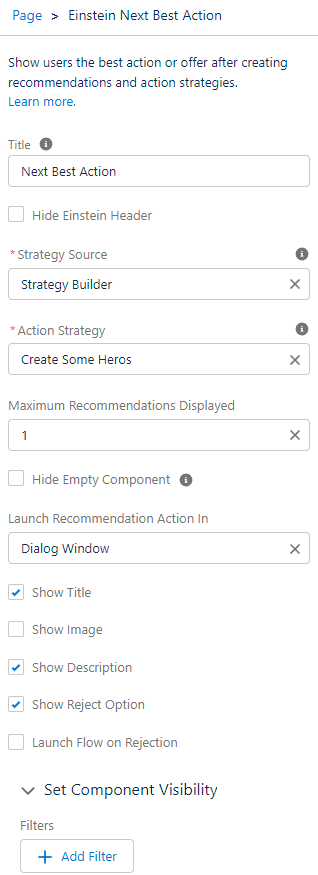 Page > Einstein Next Best Action
Show users the best action or offer after creating
recommendations and action strategies.
Learn more.
Title
Next Best Action
Hide Einstein Header
*Strategy Source
Strategy Builder
*Action Strategy
Create Some Heros
Maximum Recommendations Displayed
1
Hide Empty Component
Launch Recommendation Action In
Dialog Window
Show Title
Show Image
Show Description
Show Reject Option
Launch Flow on Rejection
Set Component Visibility
Filters
Add Filter